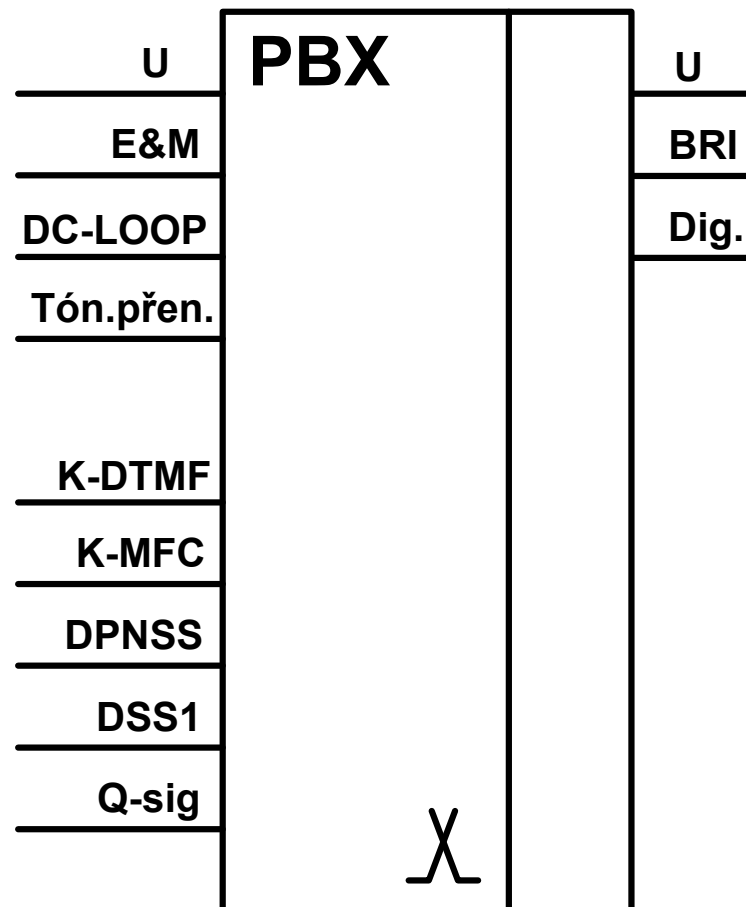 PBX
U
E&M
DC-LOOP
Tón.přen.
K-DTMF
K-MFC
DPNSS
DSS1
Q-sig
U
BRI
Dig.